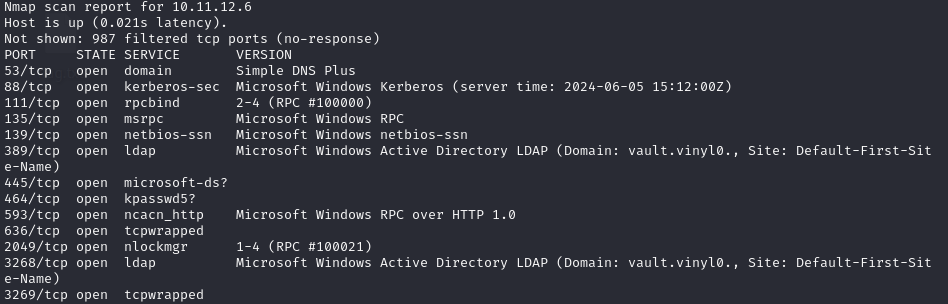 Nmap scan report for 10.11.12.6
Host is up (0.021s latency).
Not shown: 987 filtered tcp ports (no-response)
PORT     STATE SERVICE       VERSION
53/tcp   open  domain        Simple DNS Plus
88/tcp   open  kerberos-sec  Microsoft Windows Kerberos (server time: 2024-06-05 15:12:00Z)
111/tcp  open  rpcbind       2-4 (RPC #100000)
135/tcp  open  msrpc         Microsoft Windows RPC
139/tcp  open  netbios-ssn   Microsoft Windows netbios-ssn
389/tcp  open  ldap          Microsoft Windows Active Directory LDAP (Domain: vault.vinyl0., Site: Default-First-Sit
e-Name)
445/tcp  open  microsoft-ds?
464/tcp  open  kpasswd5?
593/tcp  open  ncacn_http    Microsoft Windows RPC over HTTP 1.0
636/tcp  open  tcpwrapped
2049/tcp open  nlockmgr      1-4 (RPC #100021)
3268/tcp open  ldap          Microsoft Windows Active Directory LDAP (Domain: vault.vinyl0., Site: Default-First-Sit
e-Name)
3269/tcp open  tcpwrapped